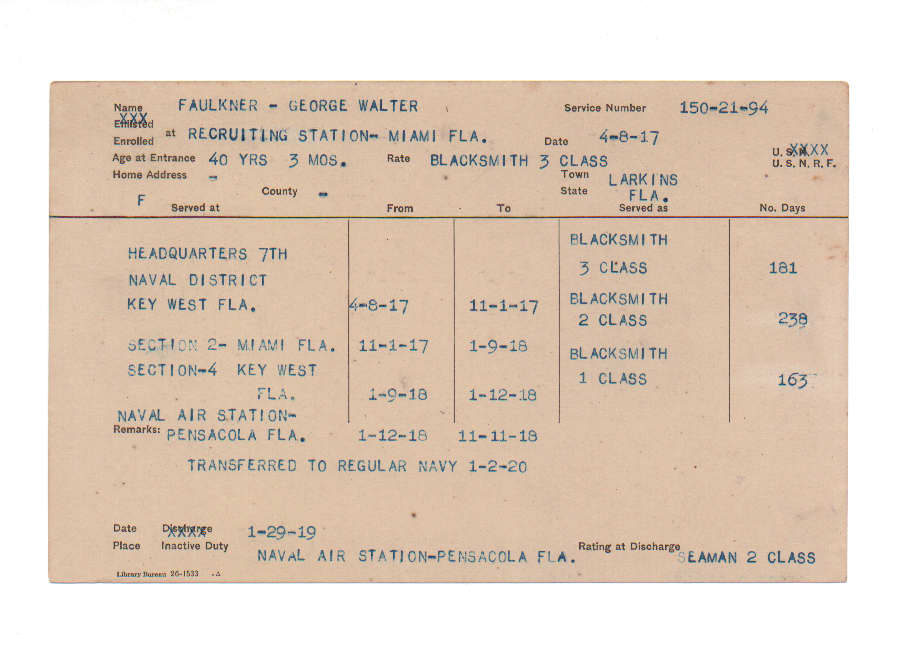 Name FAULKNER - GEORGE WALTER Service Number 150-21-94
Enlisted XXX
Enrolled at RECRUITING STATION- MIAMI FLA. Date 4-8-17
Age at Entrance 40 YRS 3 MOS. Rate BLACKSMITH 3 CLASS U. S. N. XXXX
U. S. N. R. F.
Home Address - Town LARKINS
County - State FLA.
F
Served at From To Served as No. Days
HEADQUARTERS 7TH BLACKSMITH
NAVAL DISTRICT 3 CLASS 181
KEY WEST FLA. 4-8-17 11-1-17 BLACKSMITH
2 CLASS 238
SECTION 2- MIAMI FLA. 11-1-17 1-9-18 BLACKSMITH
SECTION-4 KEY WEST 1 CLASS 163
FLA. 1-9-18 1-12-18
NAVAL AIR STATION-
Remarks: PENSACOLA FLA. 1-12-18 11-11-18
TRANSFERRED TO REGULAR NAVY 1-2-20
Date Discharge XXXX 1-29-19
Place Inactive Duty NAVAL AIR STATION-PENSACOLA FLA. Rating at Discharge SEAMAN 2 CLASS
Library Bureau 26-1533